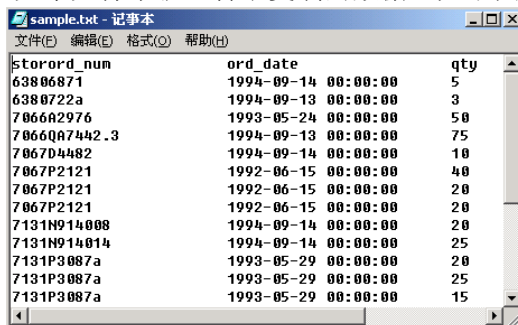 sample.txt - 记事本
文件(F) 编辑(E) 格式(O) 帮助(H)
storord_num ord_date qty
63806871 1994-09-14 00:00:00 5
6380722a 1994-09-13 00:00:00 3
7066A2976 1993-05-24 00:00:00 50
7066QA7442.3 1994-09-13 00:00:00 75
7067D4482 1994-09-14 00:00:00 10
7067P2121 1992-06-15 00:00:00 40
7067P2121 1992-06-15 00:00:00 20
7067P2121 1992-06-15 00:00:00 20
7131N914008 1994-09-14 00:00:00 20
7131N914014 1994-09-14 00:00:00 25
7131P3087a 1993-05-29 00:00:00 20
7131P3087a 1993-05-29 00:00:00 25
7131P3087a 1993-05-29 00:00:00 15